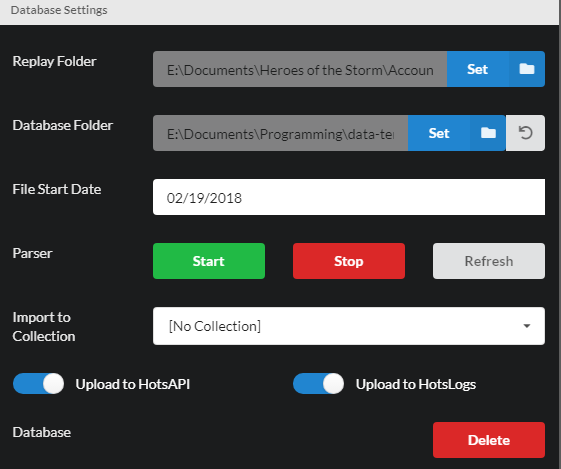 Database Settings
Replay Folder
E:\Documents\Heroes of the Storm\Accoun
Set
Database Folder
E:\Documents\Programming\data-te
Set
File Start Date
02/19/2018
Parser
Start
Stop
Refresh
Import to
Collection
[No Collection]
Upload to HotsAPI
Upload to HotsLogs
Database
Delete